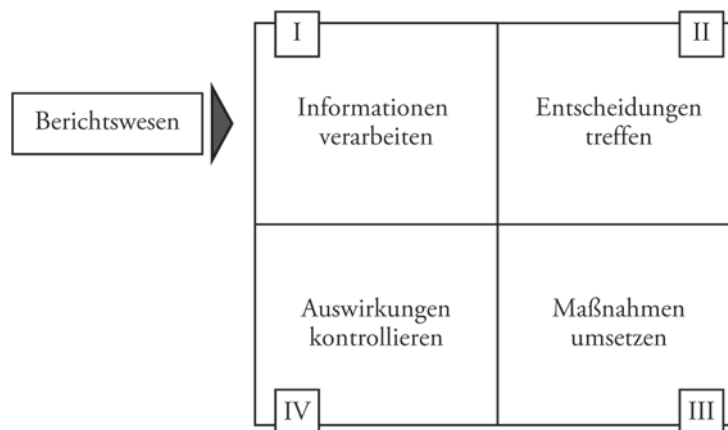 I
II
Berichtswesen
Informationen
verarbeiten
Entscheidungen
treffen
Auswirkungen
kontrollieren
Maßnahmen
umsetzen
IV
III